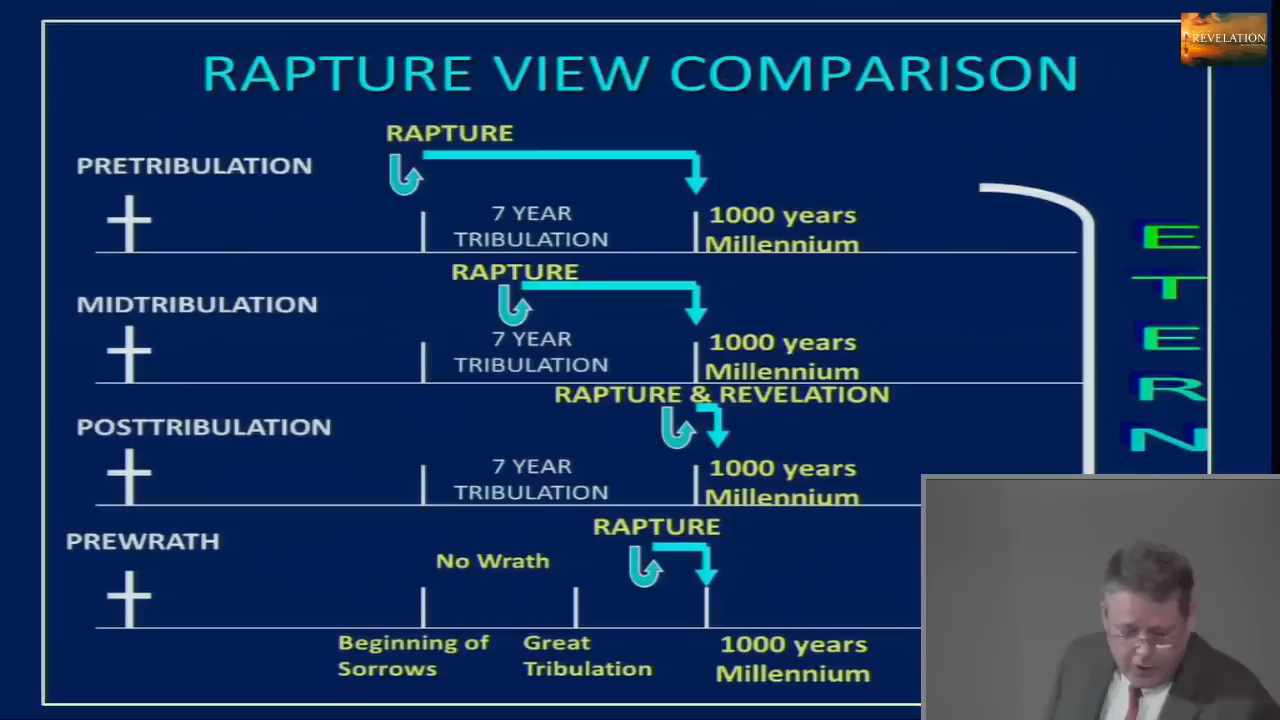 REVELATION
RAPTURE VIEW COMPARISON
RAPTURE
PRETRIBULATION
7 YEAR
TRIBULATION
1000 years
Millennium
RAPTURE
MIDTRIBULATION
7 YEAR
TRIBULATION
1000 years
Millennium
RAPTURE & REVELATION
POSTTRIBULATION
7 YEAR
TRIBULATION
1000 years
Millennium
RAPTURE
PREWRATH
No Wrath
Beginning of
Sorrows
Great
Tribulation
1000 years
Millennium
E
T
E
R
N